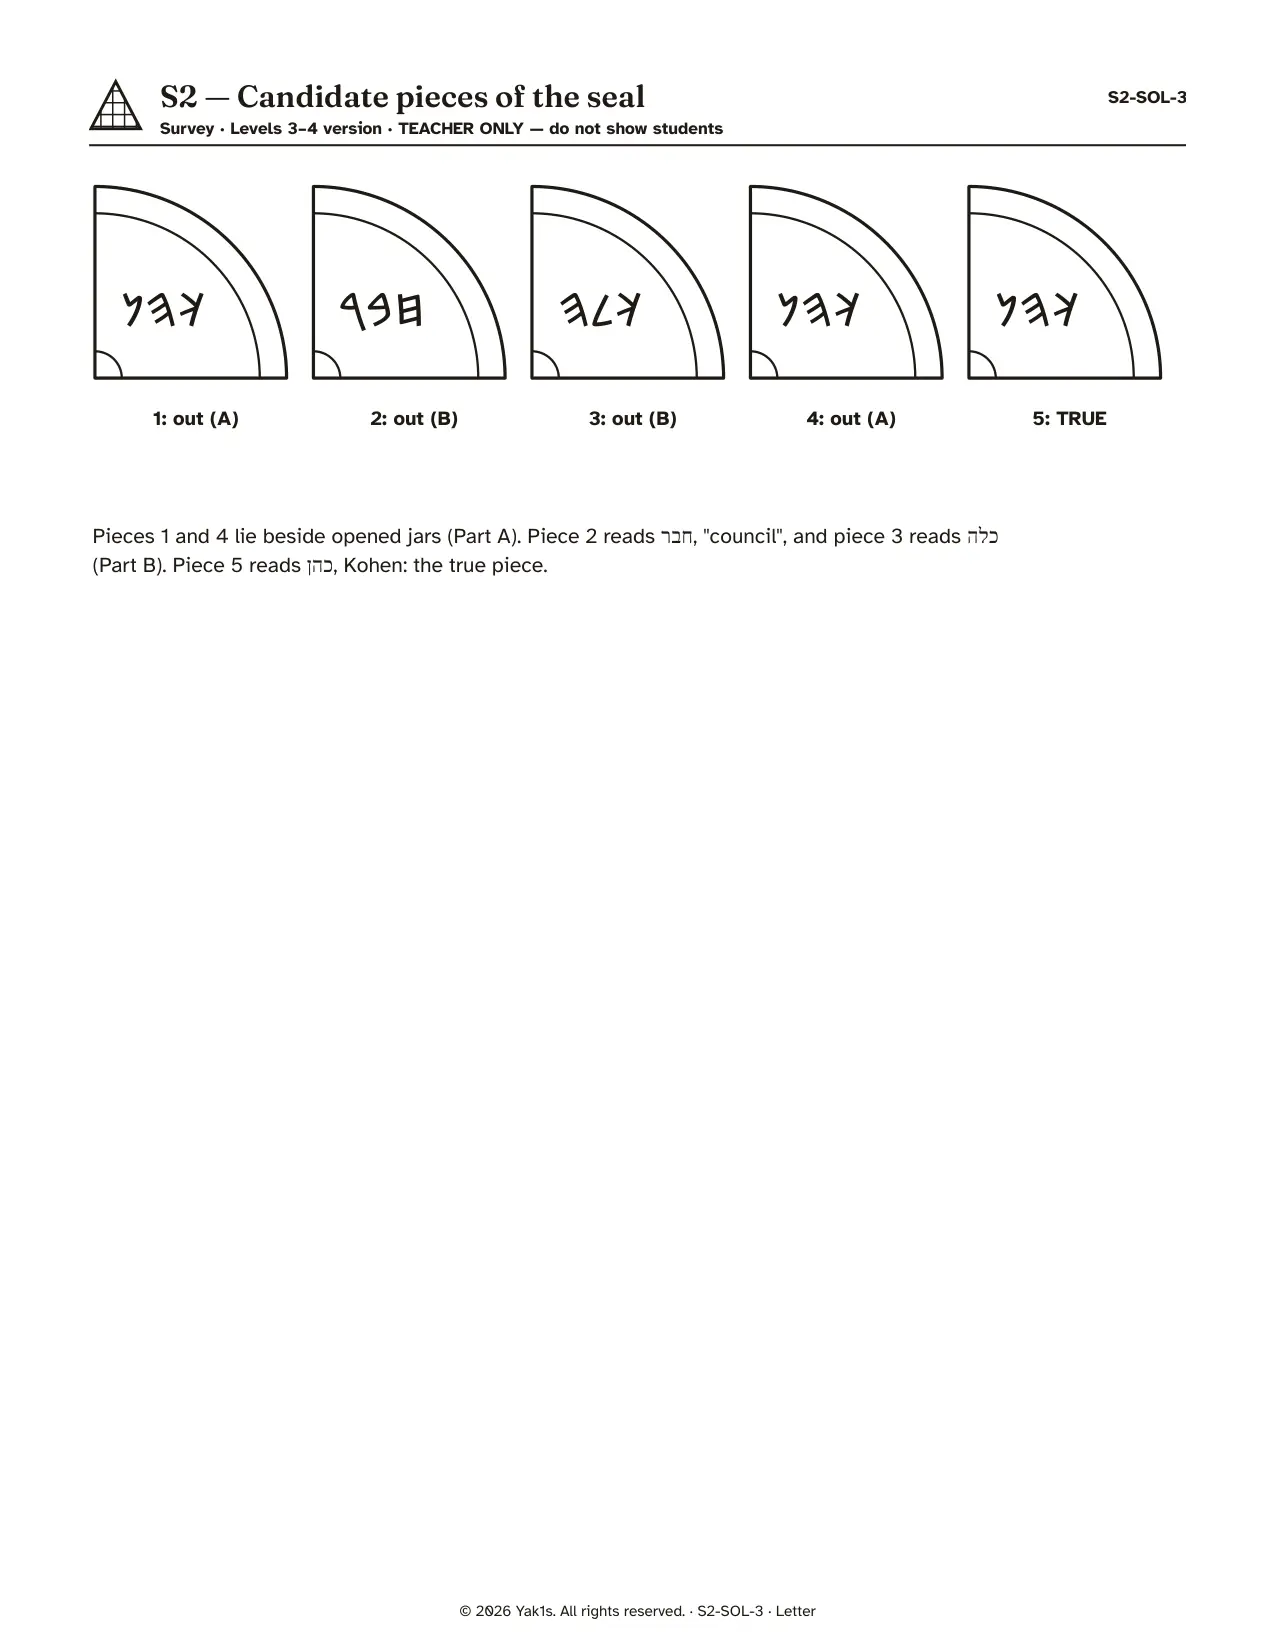 S2 — Candidate pieces of the seal
S2-SOL-3
Survey · Levels 3–4 version · TEACHER ONLY — do not show students
𐤊𐤄𐤍
𐤇𐤁𐤓
𐤊𐤋𐤄
𐤊𐤄𐤍
𐤊𐤄𐤍
1: out (A)
2: out (B)
3: out (B)
4: out (A)
5: TRUE
Pieces 1 and 4 lie beside opened jars (Part A). Piece 2 reads חבר, "council", and piece 3 reads כלה
(Part B). Piece 5 reads כהן, Kohen: the true piece.
© 2026 Yak1s. All rights reserved. · S2-SOL-3 · Letter